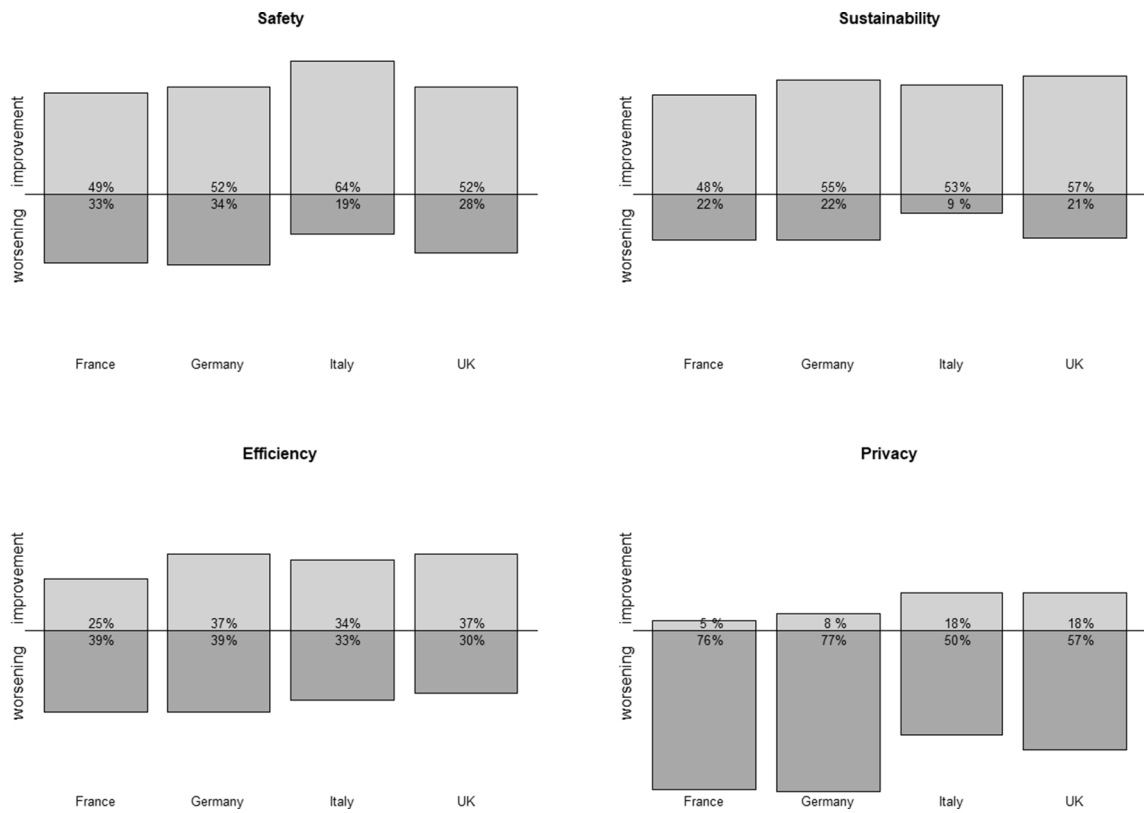 Safety
improvement
worsening
49% 52% 64% 52%
33% 34% 19% 28%
France Germany Italy UK
Sustainability
improvement
worsening
48% 55% 53% 57%
22% 22% 9 % 21%
France Germany Italy UK
Efficiency
improvement
worsening
25% 37% 34% 37%
39% 39% 33% 30%
France Germany Italy UK
Privacy
improvement
worsening
5 % 8 % 18% 18%
76% 77% 50% 57%
France Germany Italy UK